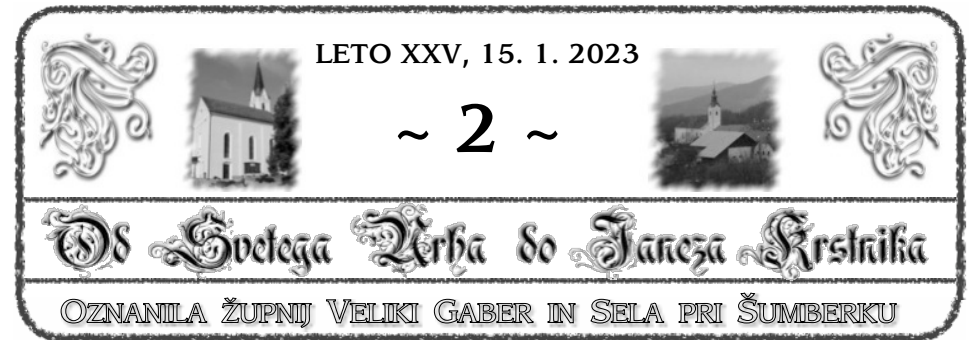 LETO XXV, 15. 1. 2023
~ 2 ~
Od Svetega Urha do Janeza Krstnika
OZNANILA ŽUPNIJ VELIKI GABER IN SELA PRI ŠUMBERKU